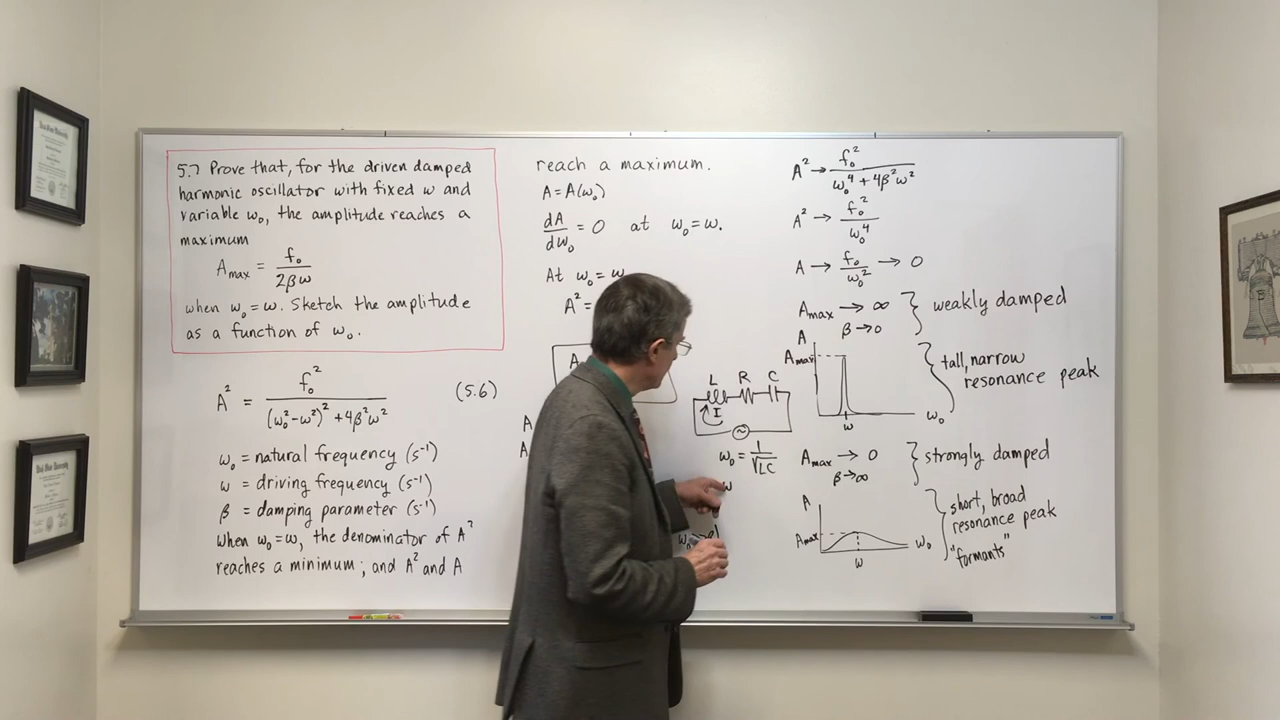 5.7 Prove that, for the driven damped
harmonic oscillator with fixed ω and
variable ω₀, the amplitude reaches a
maximum
A_max = f₀ / 2βω
when ω₀ = ω. Sketch the amplitude
as a function of ω₀.
A² = f₀² / ((ω₀² - ω²)² + 4β²ω²) (5.6)
ω₀ = natural frequency (s⁻¹)
ω = driving frequency (s⁻¹)
β = damping parameter (s⁻¹)
When ω₀ = ω, the denominator of A²
reaches a minimum; and A² and A
reach a maximum.
A = A(ω₀)
dA/dω₀ = 0 at ω₀ = ω.
At ω₀ = ω
A² =
A
A
A
L R C
I
~
ω₀ = 1/√LC
ω
A² → f₀² / (ω₀⁴ + 4β²ω²)
A² → f₀² / ω₀⁴
A → f₀ / ω₀² → 0
A_max → ∞ } weakly damped
β → 0
A
A_max
ω
ω₀
} tall, narrow
resonance peak
A_max → 0 } strongly damped
β → ∞
A
A_max
ω
ω₀
} short, broad
resonance peak
"formants"